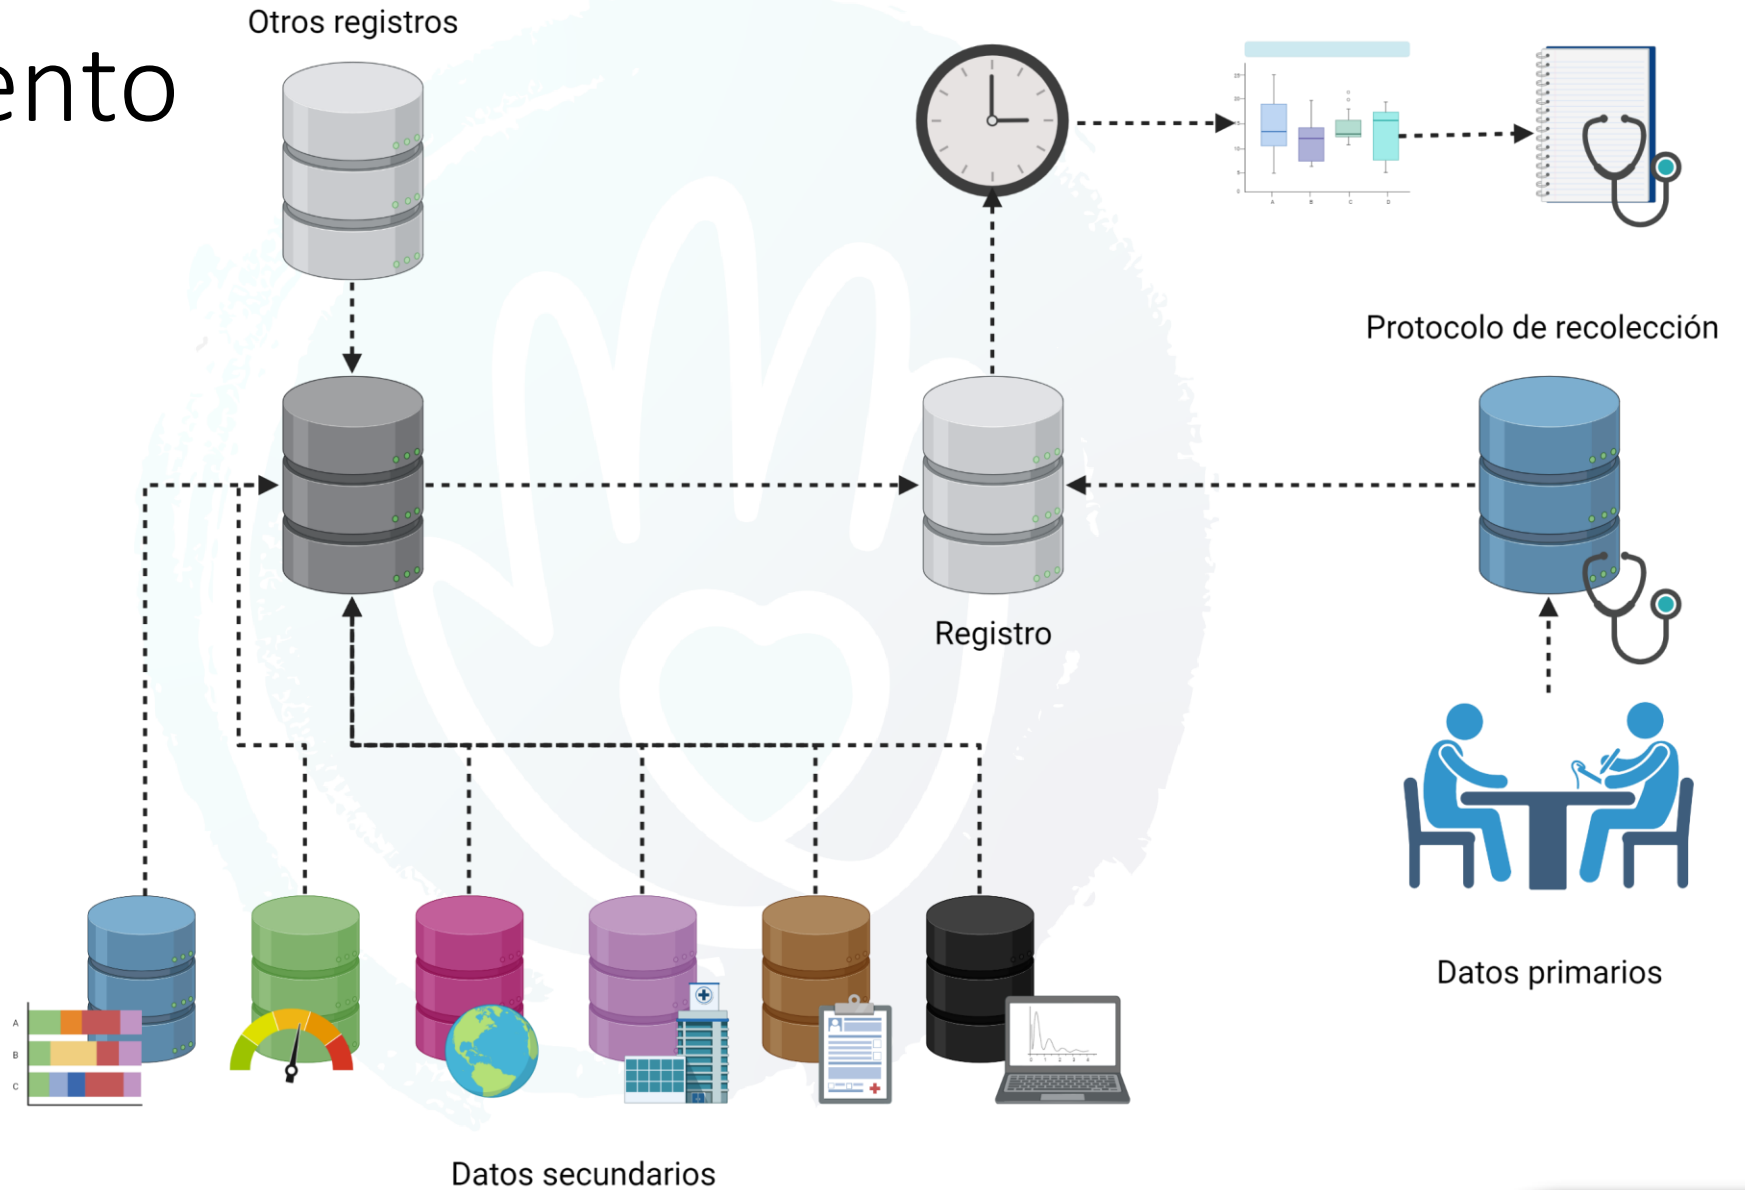 Otros registros
ento
Protocolo de recolección
Registro
Datos primarios
A
B
C
Datos secundarios
A B C D